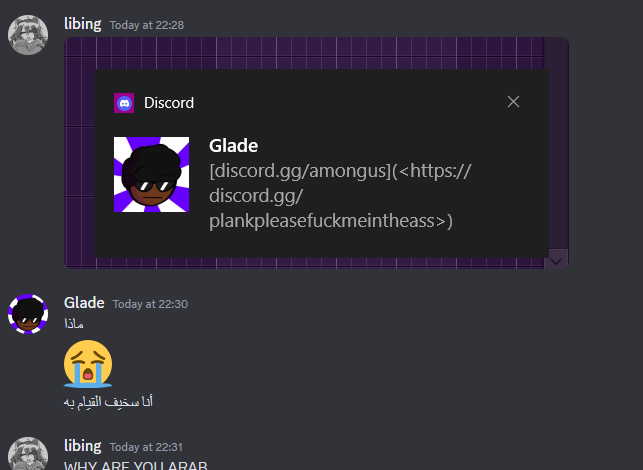 libing Today at 22:28
Discord
Glade
[discord.gg/amongus](<https://
discord.gg/
plankpleasefuckmeintheass>)
Glade Today at 22:30
ماذا
أنا سخيف القيام به
libing Today at 22:31
WHY ARE YOU ARAB